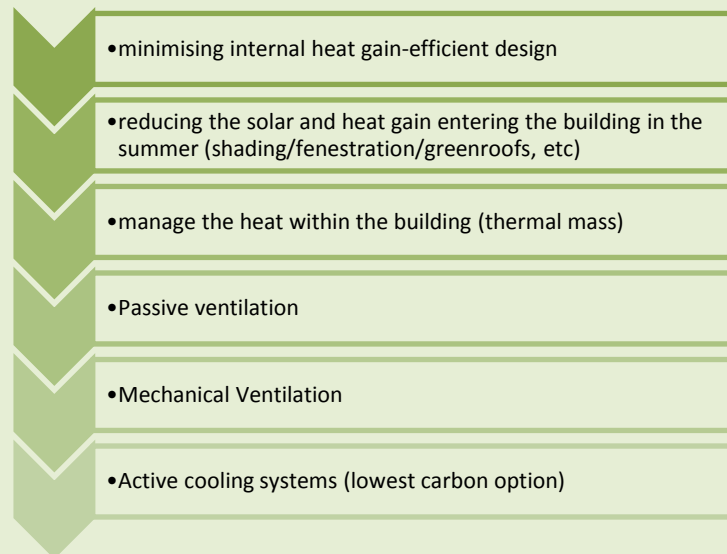 •minimising internal heat gain-efficient design
•reducing the solar and heat gain entering the building in the
summer (shading/fenestration/greenroofs, etc)
•manage the heat within the building (thermal mass)
•Passive ventilation
•Mechanical Ventilation
•Active cooling systems (lowest carbon option)